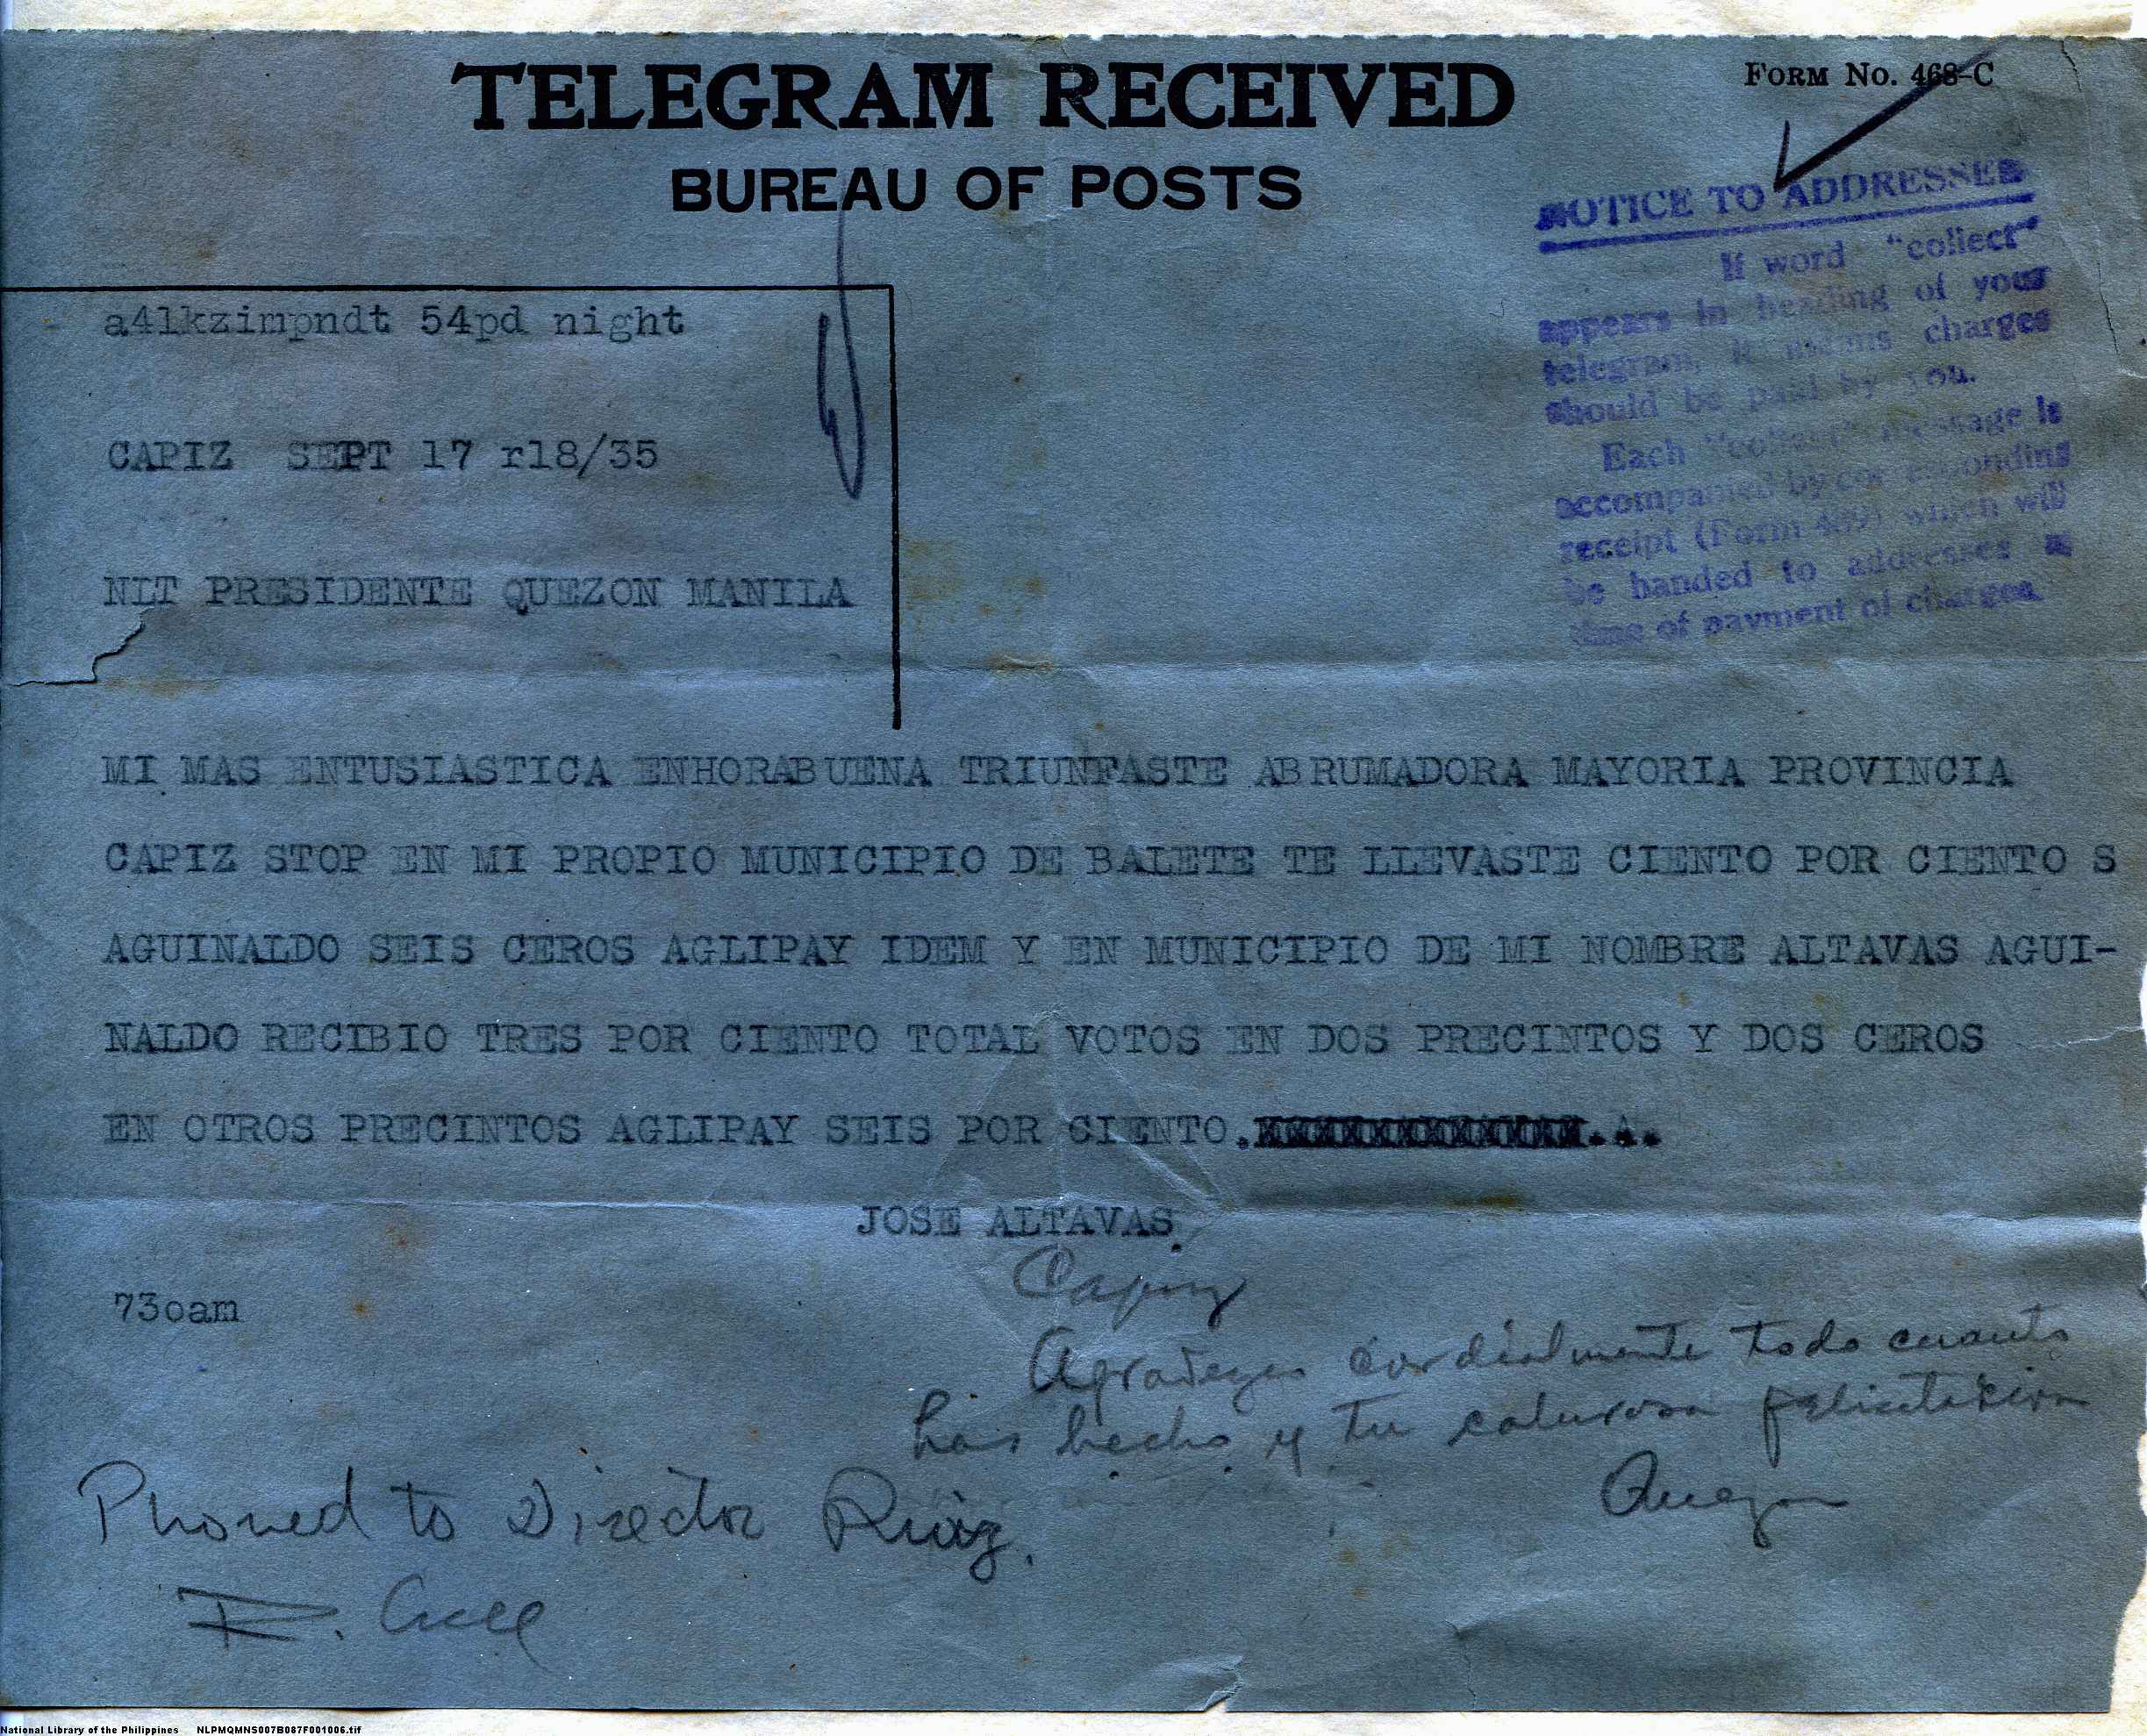 TELEGRAM RECEIVED
FORM No. 468-C
BUREAU OF POSTS
NOTICE TO ADDRESSEE
If word "collect"
appears in heading of your
telegram, it means charges
should be paid by you.
Each "collect" message is
accompanied by corresponding
receipt (Form 469) which will
be handed to addressee
time of payment of charges.
a41kzimpndt 54pd night
CAPIZ SEPT 17 r18/35
NLT PRESIDENTE QUEZON MANILA
MI MAS ENTUSIASTICA ENHORABUENA TRIUNFASTE ABRUMADORA MAYORIA PROVINCIA
CAPIZ STOP EN MI PROPIO MUNICIPIO DE BALETE TE LLEVASTE CIENTO POR CIENTO S
AGUINALDO SEIS CEROS AGLIPAY IDEM Y EN MUNICIPIO DE MI NOMBRE ALTAVAS AGUI-
NALDO RECIBIO TRES POR CIENTO TOTAL VOTOS EN DOS PRECINTOS Y DOS CEROS
EN OTROS PRECINTOS AGLIPAY SEIS POR CIENTO. .A.
JOSE ALTAVAS.
Capiz
730am
Agradezco cordialmente todo cuanto
has hecho y tu calurosa felicitacion
Quezon
Phoned to Director Ruiz.
R.
National Library of the Philippines NLPMQMNS007B087F001006.tif